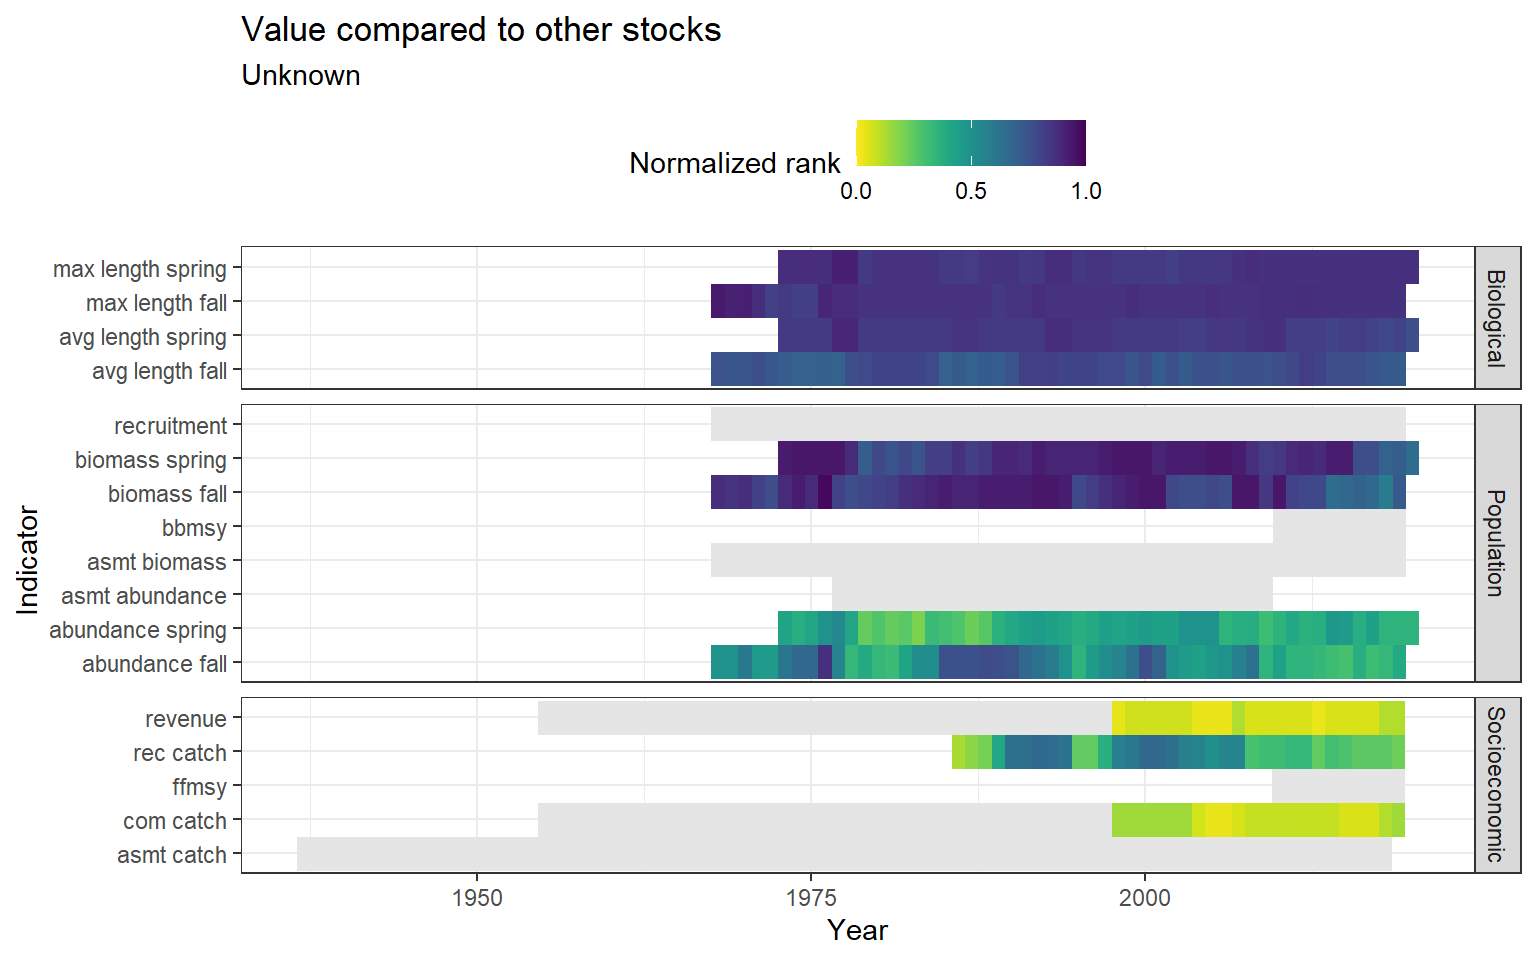 Value compared to other stocks
Unknown
Normalized rank
0.0 0.5 1.0
max length spring
max length fall
avg length spring
avg length fall
Biological
recruitment
biomass spring
biomass fall
bbmsy
asmt biomass
asmt abundance
abundance spring
abundance fall
Population
revenue
rec catch
ffmsy
com catch
asmt catch
Socioeconomic
Indicator
1950 1975 2000
Year